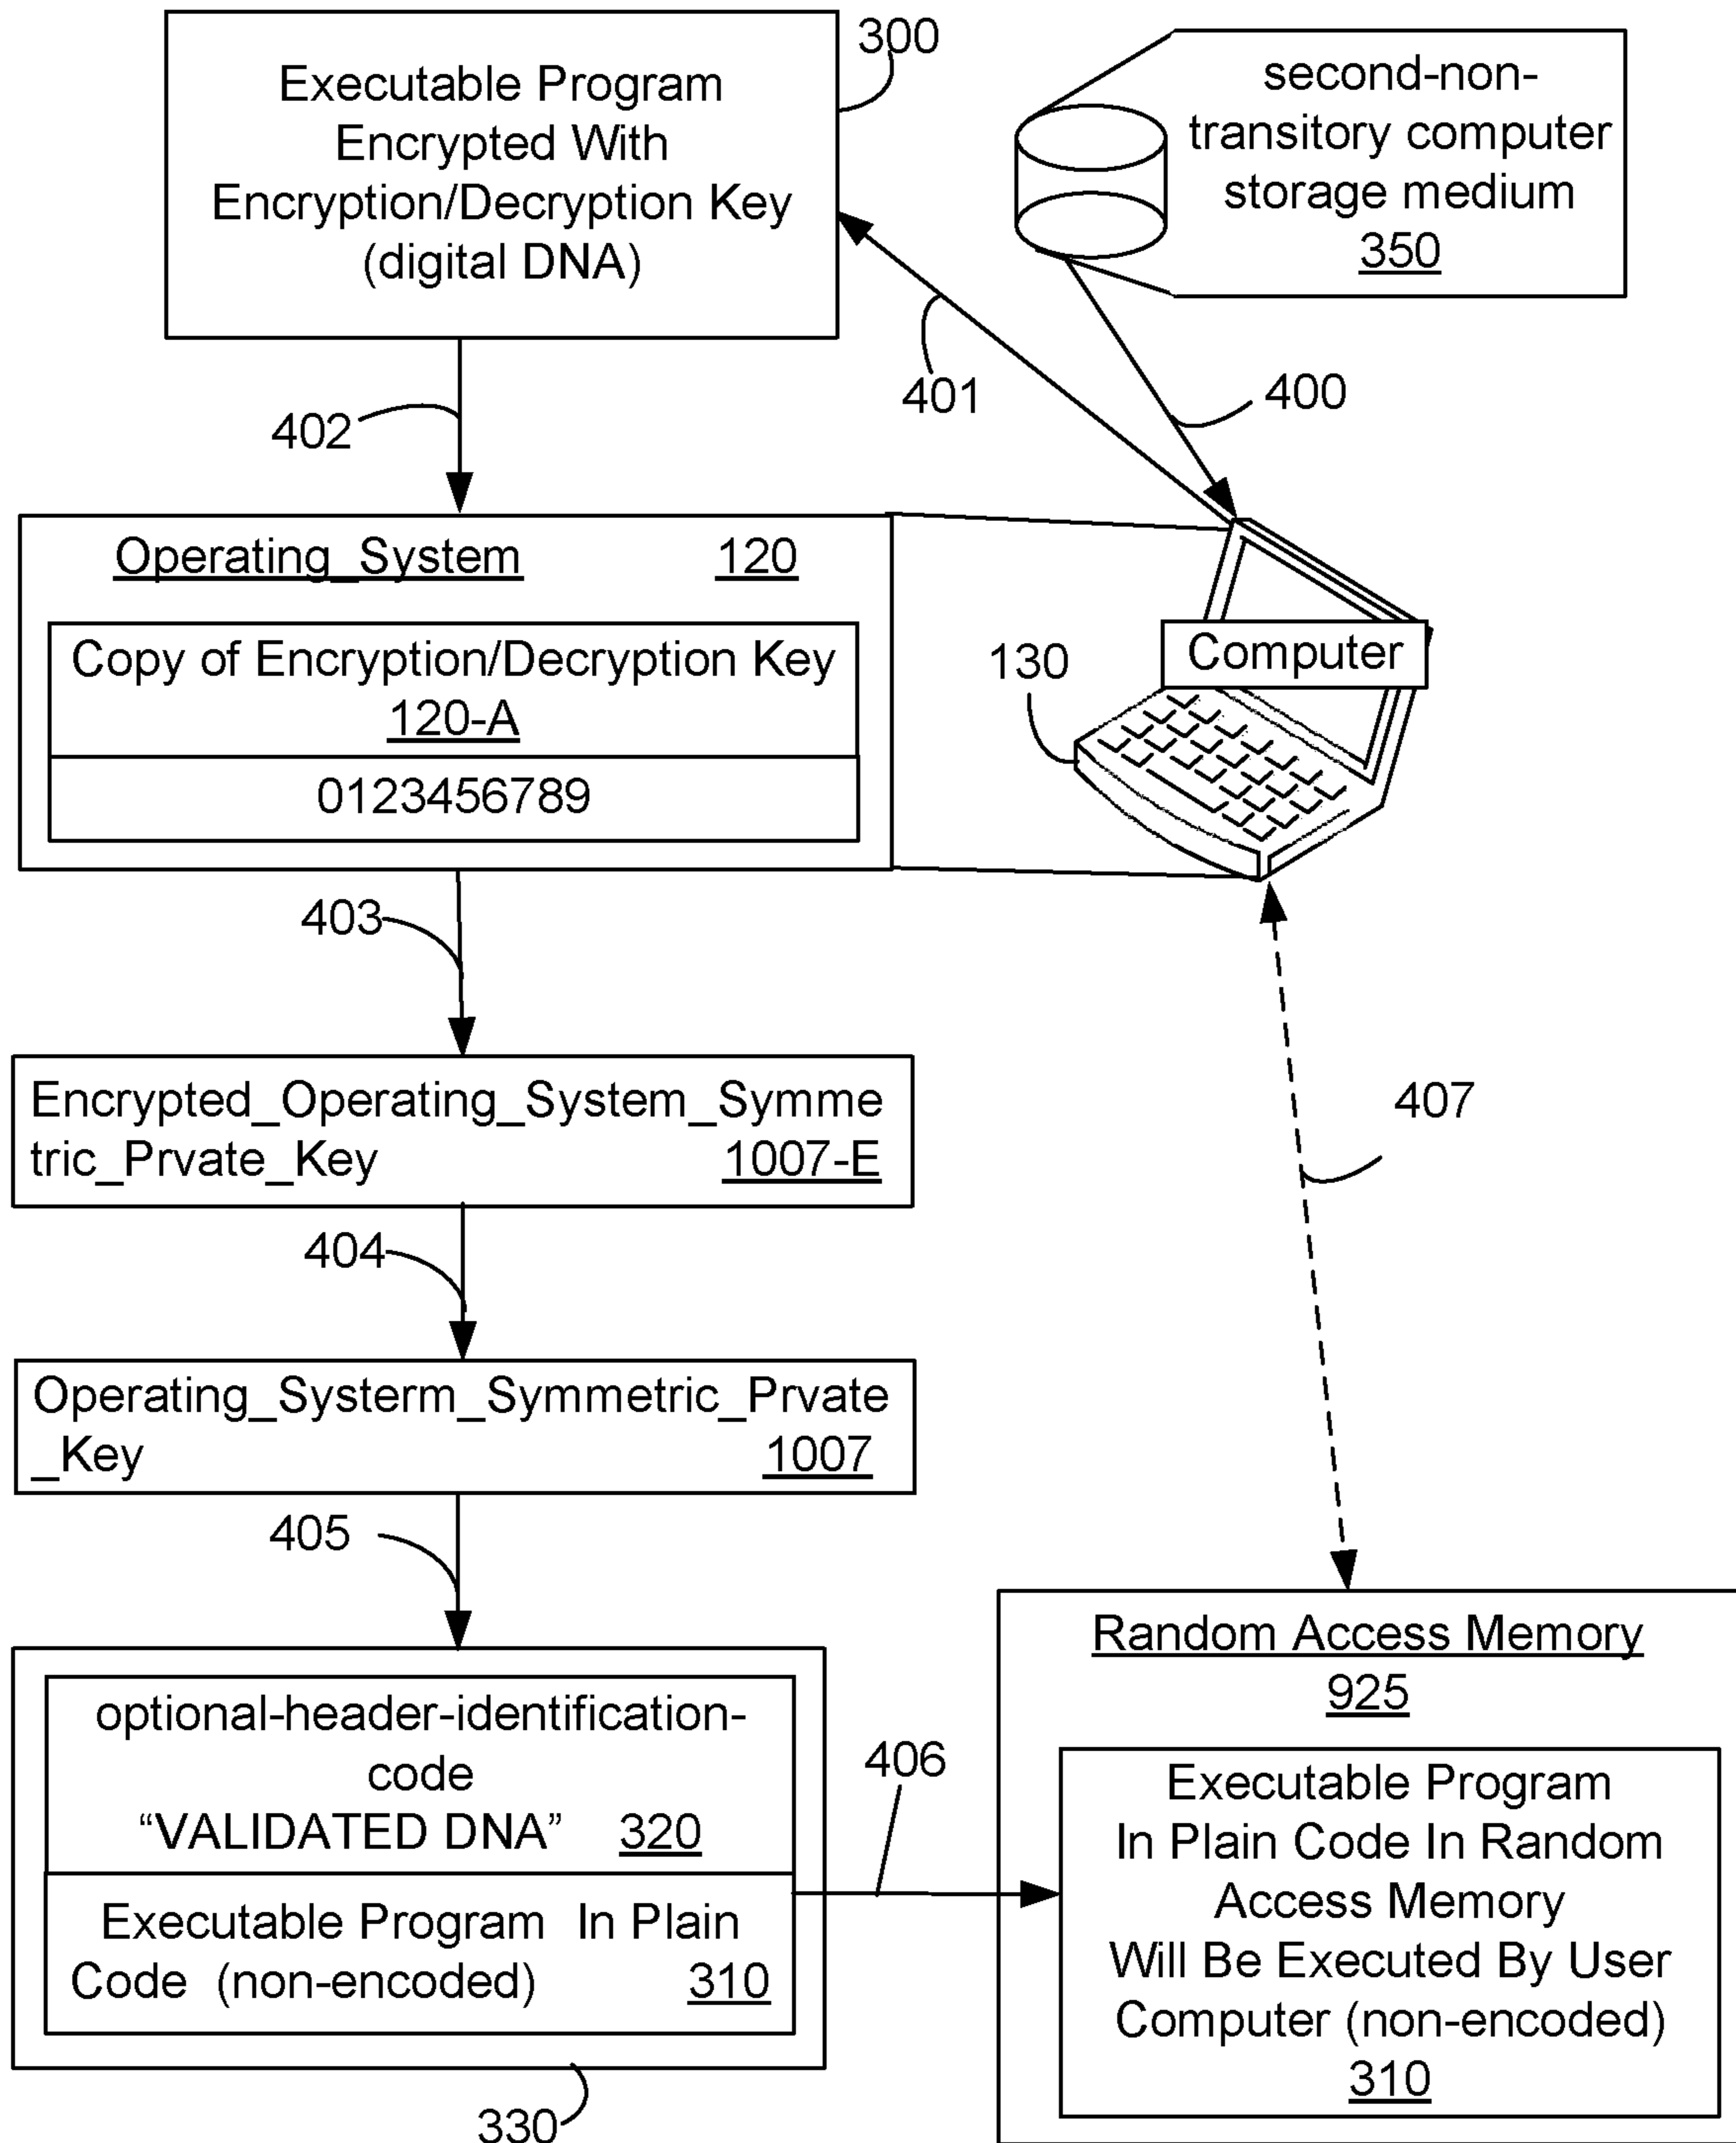 300
Executable Program
Encrypted With
Encryption/Decryption Key
(digital DNA)
second-non-
transitory computer
storage medium
350
401
400
402
Operating_System 120
Copy of Encryption/Decryption Key
120-A
0123456789
Computer
130
403
Encrypted_Operating_System_Symme
tric_Prvate_Key 1007-E
407
404
Operating_Systerm_Symmetric_Prvate
_Key 1007
405
optional-header-identification-
code
“VALIDATED DNA” 320
Executable Program In Plain
Code (non-encoded) 310
330
406
Random Access Memory
925
Executable Program
In Plain Code In Random
Access Memory
Will Be Executed By User
Computer (non-encoded)
310